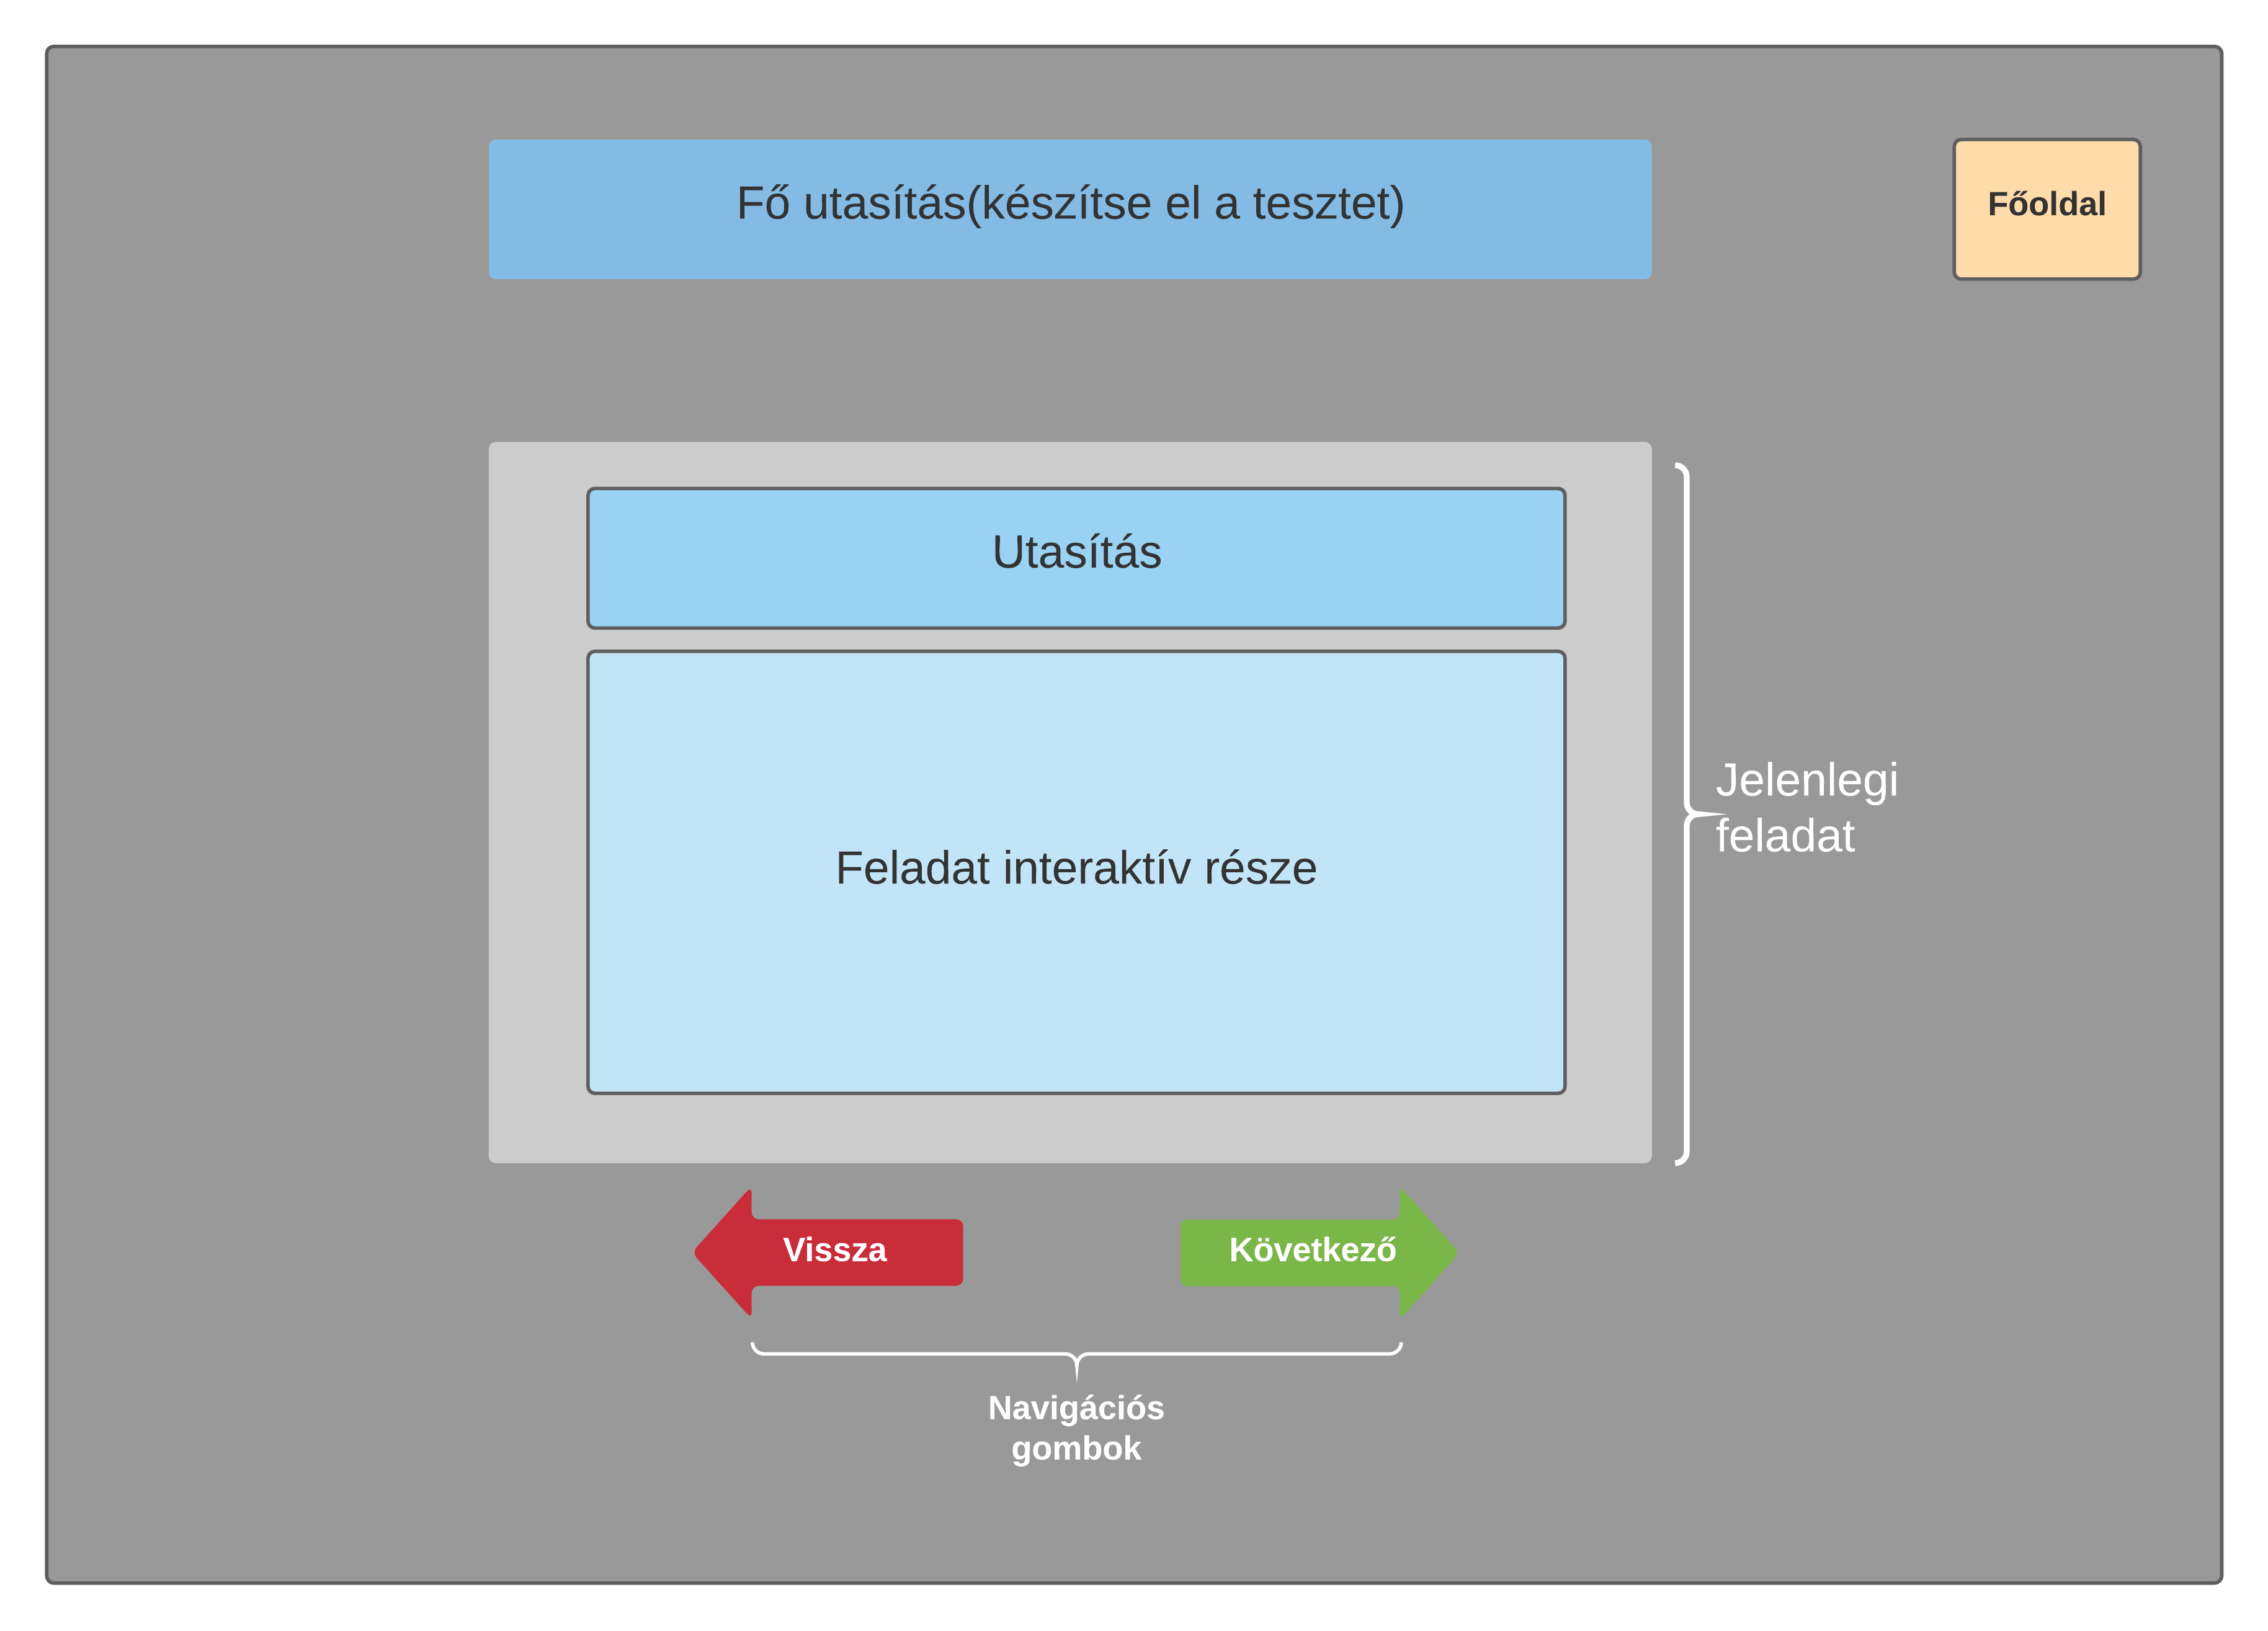 Fő utasítás(készítse el a tesztet)
Főoldal
Utasítás
Feladat interaktív része
Jelenlegi
feladat
Vissza
Következő
Navigációs
gombok